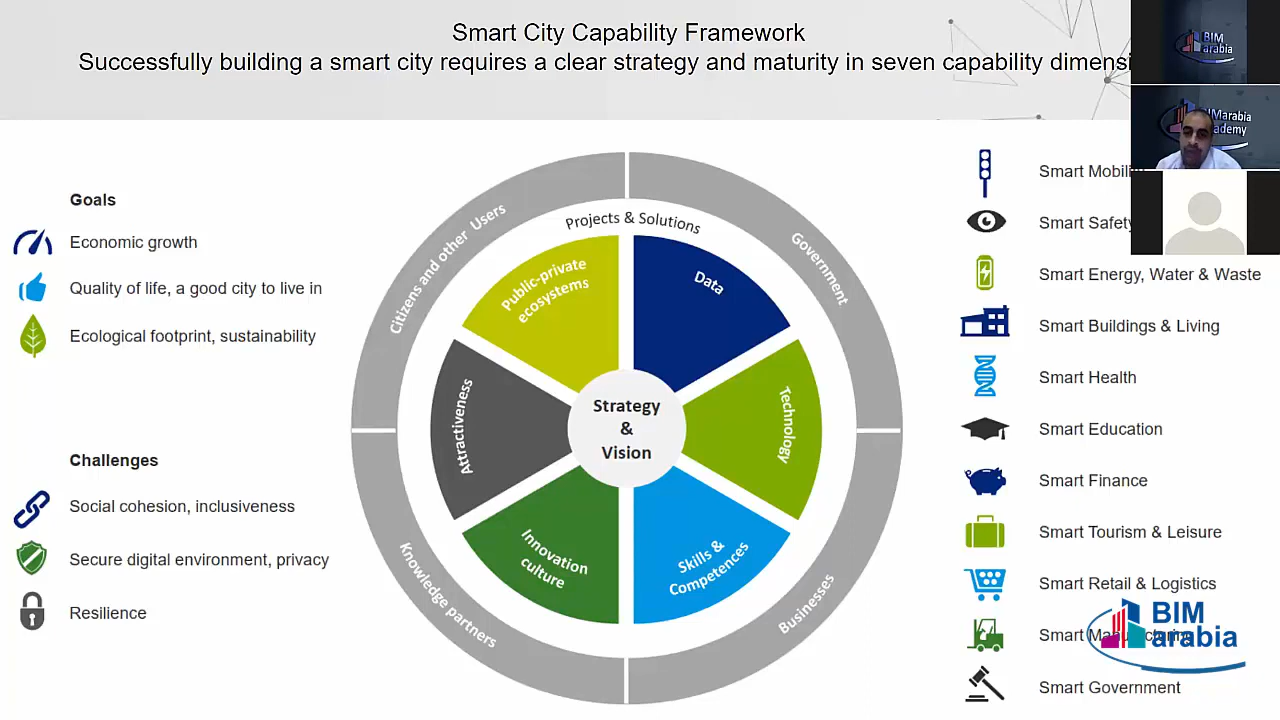 Smart City Capability Framework
Successfully building a smart city requires a clear strategy and maturity in seven capability
BIM
arabia
BIMarabia
Goals
Economic growth
Quality of life, a good city to live in
Ecological footprint, sustainability
Challenges
Social cohesion, inclusiveness
Secure digital environment, privacy
Resilience
Citizens and other Users
Government
Knowledge partners
Businesses
Projects & Solutions
Public-private
ecosystems
Data
Attractiveness
Technology
Innovation
culture
Skills &
Competences
Strategy
&
Vision
Smart
Smart Safety
Smart Energy, Water & Waste
Smart Buildings & Living
Smart Health
Smart Education
Smart Finance
Smart Tourism & Leisure
Smart Retail & Logistics
Smart
Smart Government
BIM
arabia